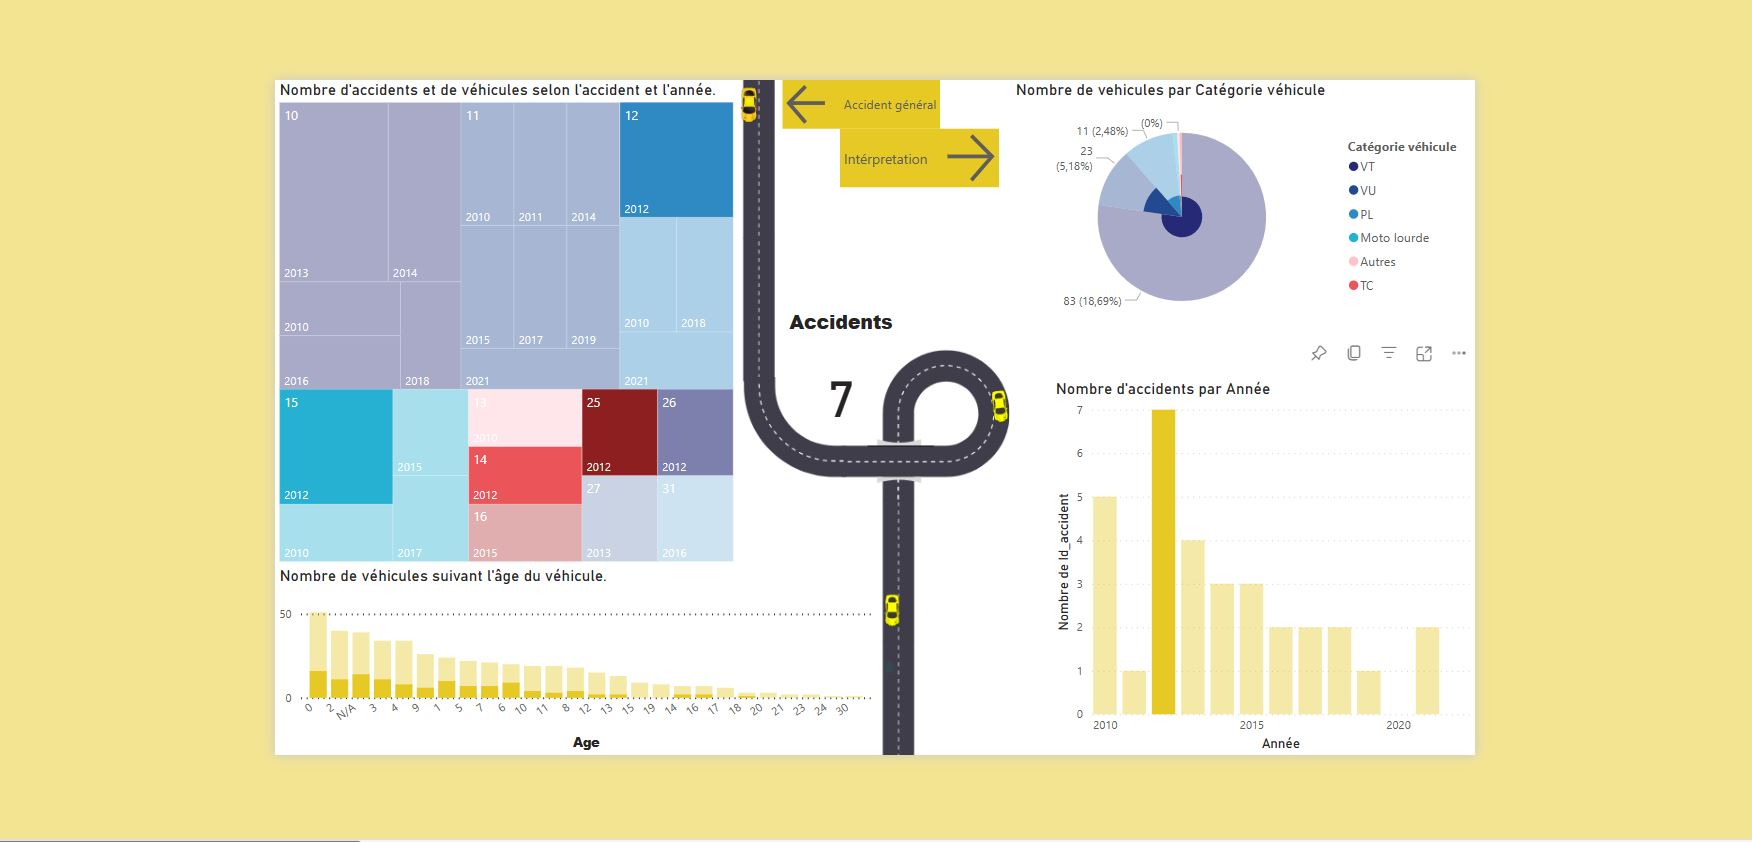 Nombre d'accidents et de véhicules selon l'accident et l'année.
10
2013
2014
2010
2016
2018
11
2010
2011
2014
2015
2017
2019
2021
12
2012
2010
2018
2021
15
2012
2010
2015
2017
13
2010
14
2012
16
2015
25
2012
26
2012
27
2013
31
2016
Accident général
Intérpretation
Accidents
7
Nombre de vehicules par Catégorie véhicule
(0%)
11 (2,48%)
23
(5,18%)
83 (18,69%)
Catégorie véhicule
VT
VU
PL
Moto lourde
Autres
TC
Nombre de véhicules suivant l'âge du véhicule.
50
0
0 2 N/A 3 4 9 1 5 7 6 10 11 8 12 13 15 19 14 16 17 18 20 21 23 24 30
Age
Nombre d'accidents par Année
Nombre de Id_accident
7
6
5
4
3
2
1
0
2010 2015 2020
Année